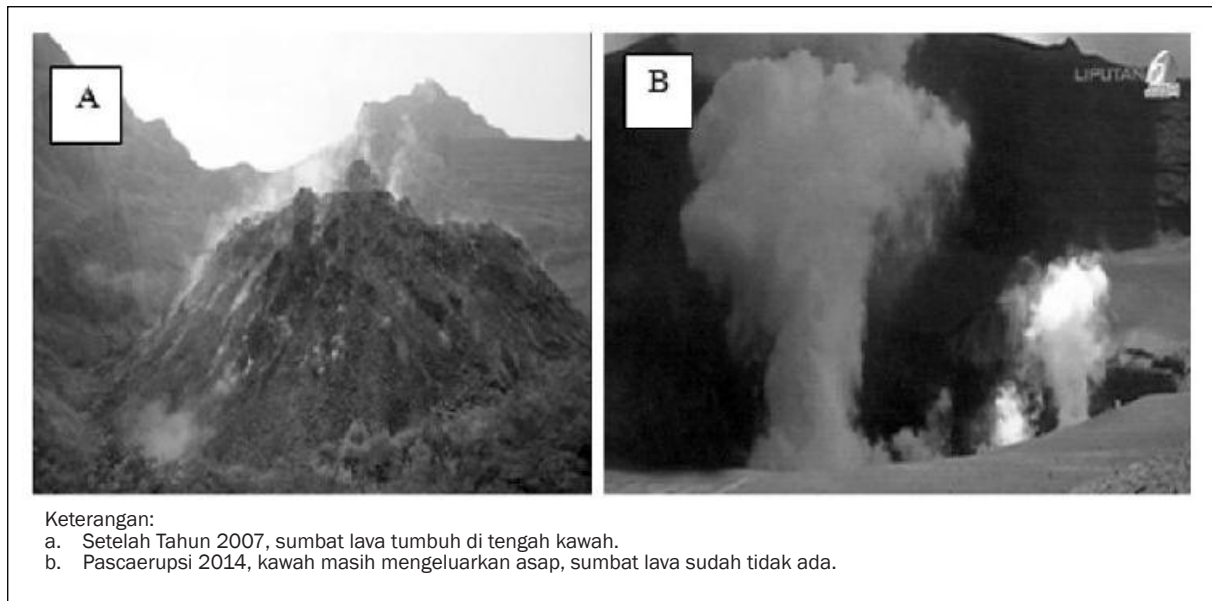 A
B
LIPUTAN 6
Keterangan:
a. Setelah Tahun 2007, sumbat lava tumbuh di tengah kawah.
b. Pascaerupsi 2014, kawah masih mengeluarkan asap, sumbat lava sudah tidak ada.